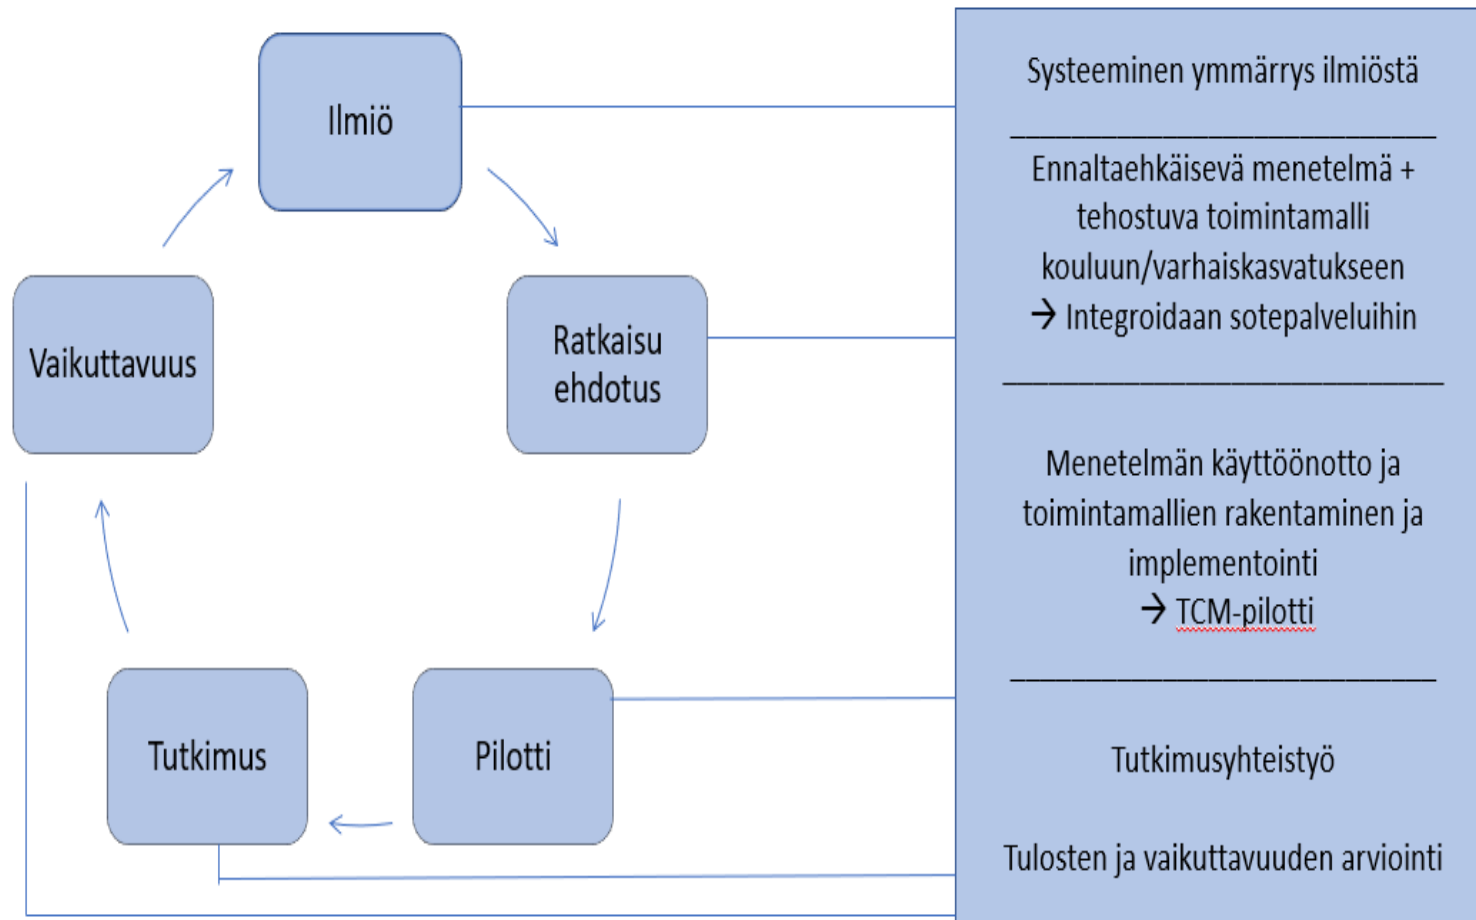 Ilmiö
Ratkaisu
ehdotus
Pilotti
Tutkimus
Vaikuttavuus
Systeeminen ymmärrys ilmiöstä
Ennaltaehkäisevä menetelmä +
tehostuva toimintamalli
kouluun/varhaiskasvatukseen
→ Integroidaan sotepalveluihin
Menetelmän käyttöönotto ja
toimintamallien rakentaminen ja
implementointi
→ TCM-pilotti
Tutkimusyhteistyö
Tulosten ja vaikuttavuuden arviointi